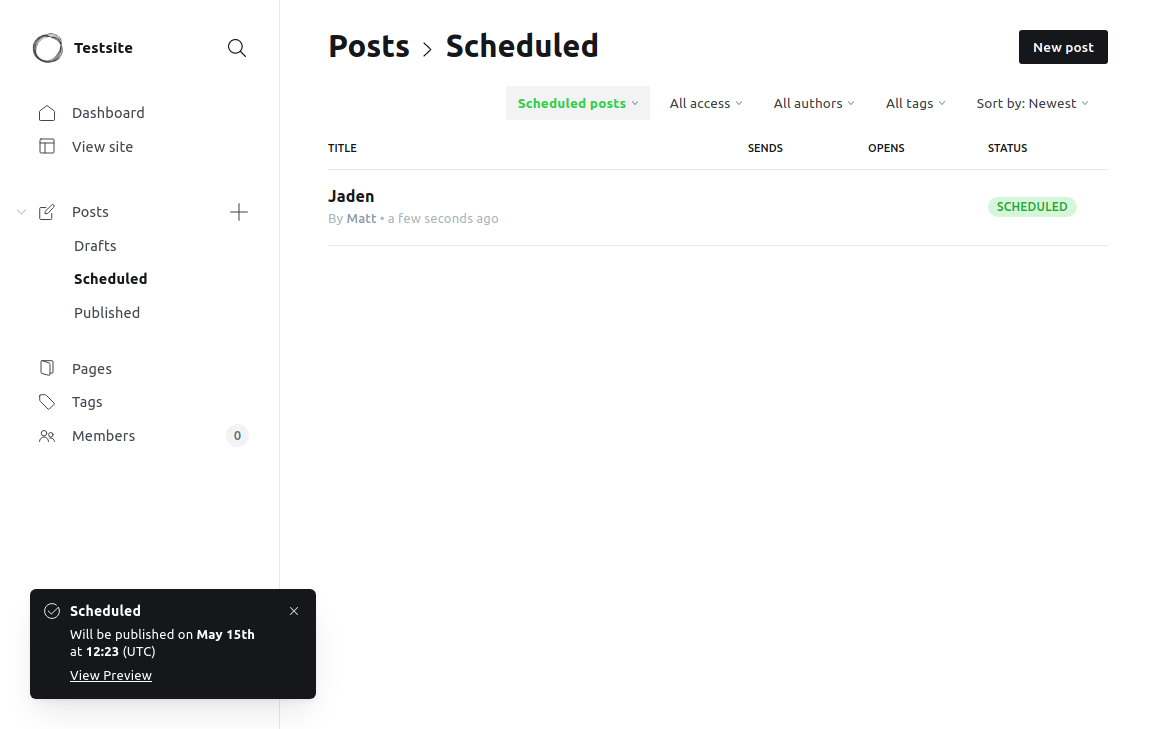 Testsite
Dashboard
View site
Posts
Drafts
Scheduled
Published
Pages
Tags
Members 0
Posts > Scheduled
New post
Scheduled posts All access All authors All tags Sort by: Newest
TITLE SENDS OPENS STATUS
Jaden
By Matt • a few seconds ago
SCHEDULED
Scheduled
Will be published on May 15th
at 12:23 (UTC)
View Preview